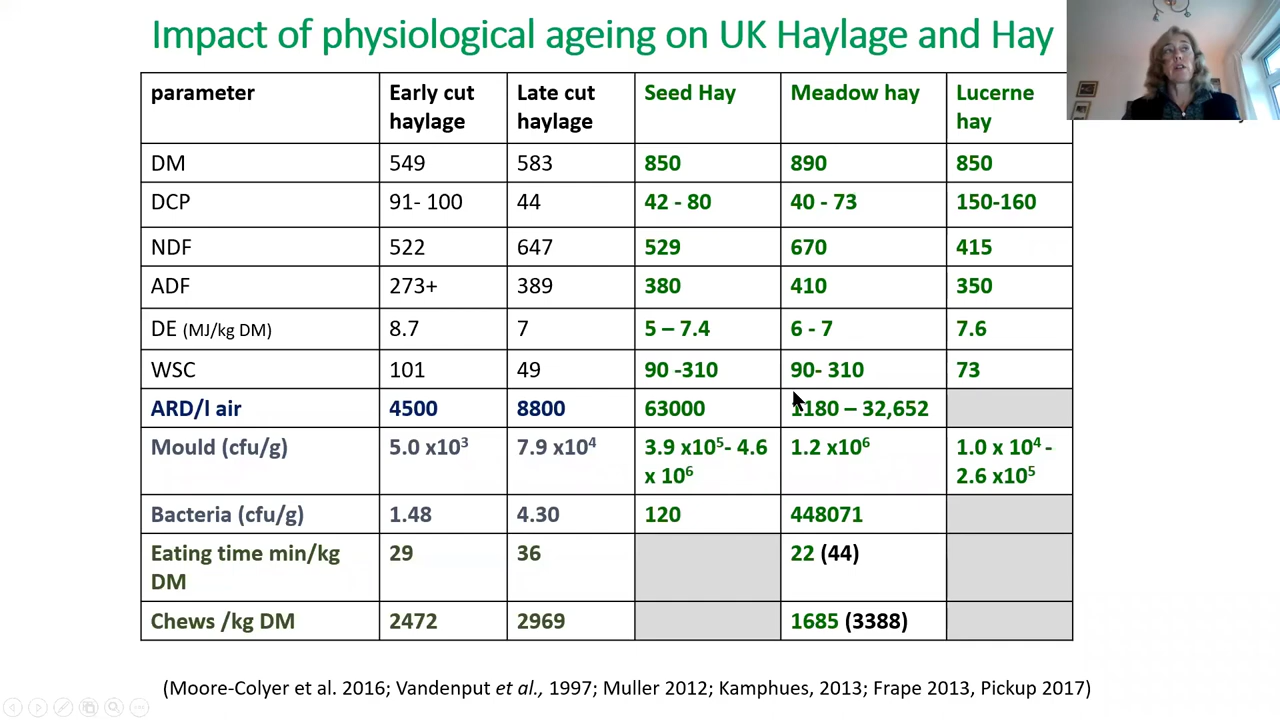 Impact of physiological ageing on UK Haylage and Hay
parameter Early cut haylage Late cut haylage Seed Hay Meadow hay Lucerne hay
DM 549 583 850 890 850
DCP 91- 100 44 42 - 80 40 - 73 150-160
NDF 522 647 529 670 415
ADF 273+ 389 380 410 350
DE (MJ/kg DM) 8.7 7 5 – 7.4 6 - 7 7.6
WSC 101 49 90 -310 90- 310 73
ARD/l air 4500 8800 63000 1180 – 32,652
Mould (cfu/g) 5.0 x10³ 7.9 x10⁴ 3.9 x10⁵- 4.6 x 10⁶ 1.2 x10⁶ 1.0 x 10⁴ - 2.6 x10⁵
Bacteria (cfu/g) 1.48 4.30 120 448071
Eating time min/kg DM 29 36 22 (44)
Chews /kg DM 2472 2969 1685 (3388)
(Moore-Colyer et al. 2016; Vandenput et al., 1997; Muller 2012; Kamphues, 2013; Frape 2013, Pickup 2017)